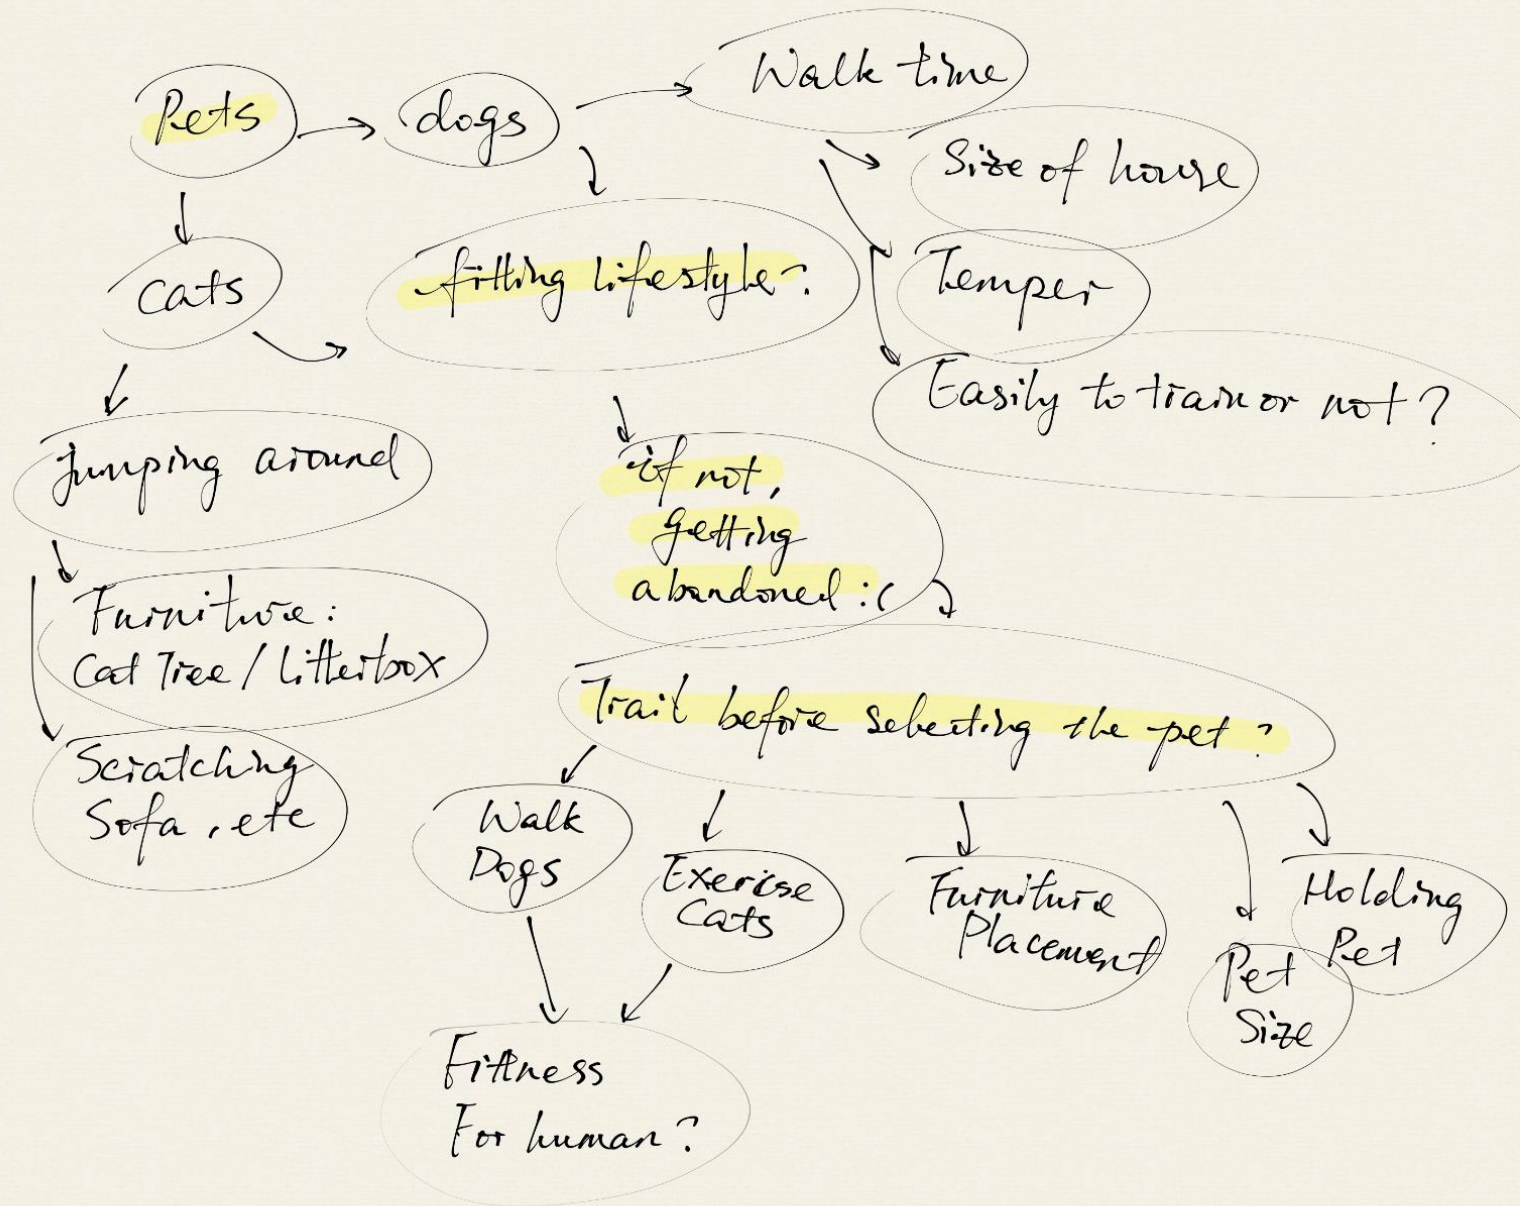 Pets
dogs
Walk time
Size of house
cats
fitting lifestyle?
Temper
Easily to train or not?
Jumping around
if not,
getting
abandoned :(
Furniture:
Cat Tree / Litterbox
Trail before selecting the pet?
Scratching
Sofa, etc
Walk
Dogs
Exercise
Cats
Furniture
Placement
Holding
Pet
Pet
Size
Fittness
For human?